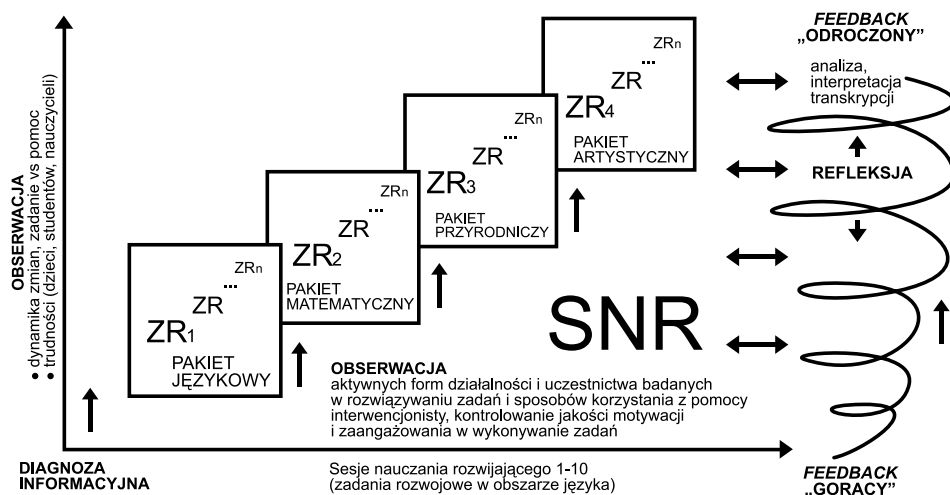 FEEDBACK
„ODROCZONY”
analiza,
interpretacja
transkrypcji
REFLEKSJA
OBSERWACJA
• dynamika zmian, zadanie vs pomoc
• trudności (dzieci, studentów, nauczycieli)
ZRn
...
ZR
ZR4
PAKIET
ARTYSTYCZNY
ZRn
...
ZR
ZR3
PAKIET
PRZYRODNICZY
ZRn
...
ZR
ZR2
PAKIET
MATEMATYCZNY
ZRn
...
ZR
ZR1
PAKIET
JĘZYKOWY
SNR
OBSERWACJA
aktywnych form działalności i uczestnictwa badanych
w rozwiązywaniu zadań i sposobów korzystania z pomocy
interwencjonisty, kontrolowanie jakości motywacji
i zaangażowania w wykonywanie zadań
DIAGNOZA
INFORMACYJNA
Sesje nauczania rozwijającego 1-10
(zadania rozwojowe w obszarze języka)
FEEDBACK
„GORĄCY”